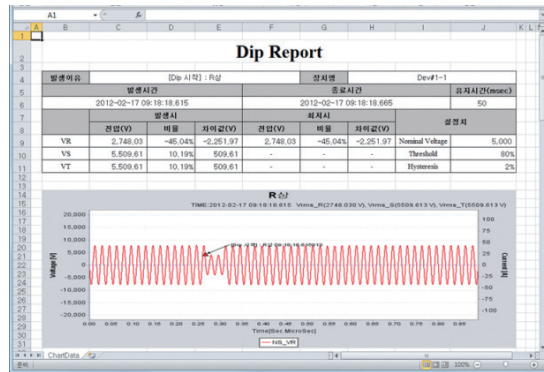 A1 fx
A B C D E F G H I J K L
Dip Report
발생이유 [Dip 시작] : R상 장치명 Dev#1-1
발생시간 종료시간 유지시간(msec)
2012-02-17 09:18:18.615 2012-02-17 09:18:18.665 50
발생시 최저시 설정치
전압(V) 비율 차이값(V) 전압(V) 비율 차이값(V)
VR 2,748.03 -45.04% -2,251.97 2,748.03 -45.04% -2,251.97 Nominal Voltage 5,000
VS 5,509.61 10.19% 509.61 - - - Threshold 80%
VT 5,509.61 10.19% 509.61 - - - Hysteresis 2%
R상
TIME:2012-02-17 09:18:18.615 Vrms_R(2748.030 V), Vrms_S(5509.613 V), Vrms_T(5509.613 V)
20,000
15,000
10,000
5,000
0
-5,000
-10,000
-15,000
-20,000
Voltage [V]
100
75
50
25
0
-25
-50
-75
-100
0.00 0.05 0.10 0.15 0.20 0.25 0.30 0.35 0.40 0.45 0.50 0.55 0.60 0.65 0.70 0.75 0.80 0.85 0.90 0.95
Time(Sec.MicroSec)
NS_VR
ChartData
준비 100%